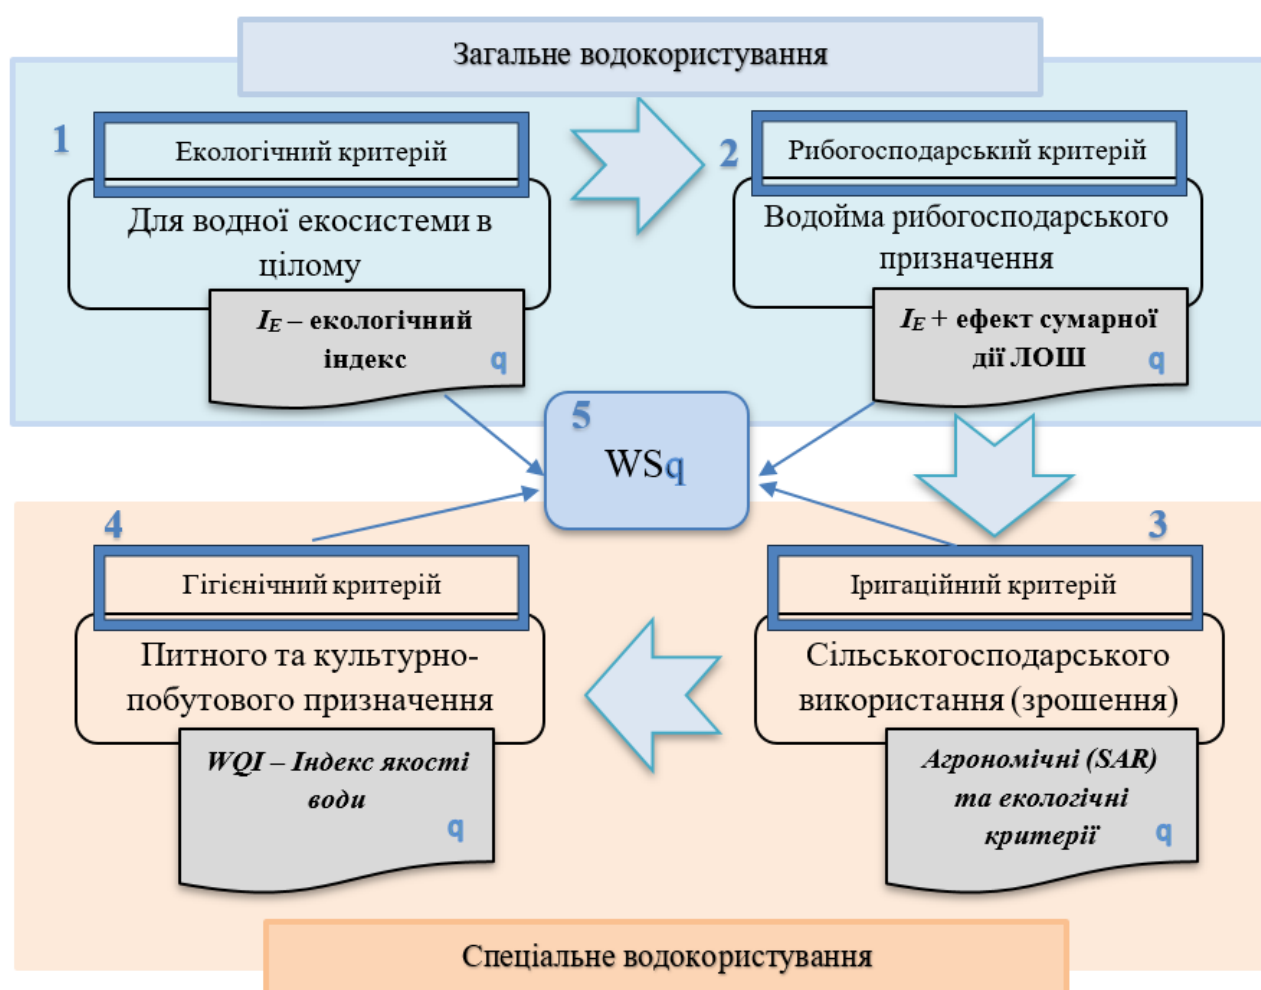 Загальне водокористування
1
Екологічний критерій
Для водної екосистеми в
цілому
I_E – екологічний
індекс
q
2
Рибогосподарський критерій
Водойма рибогосподарського
призначення
I_E + ефект сумарної
дії ЛОШ
q
5
WSq
4
Гігієнічний критерій
Питного та культурно-
побутового призначення
WQI – Індекс якості
води
q
3
Іригаційний критерій
Сільськогосподарського
використання (зрошення)
Агрономічні (SAR)
та екологічні
критерії
q
Спеціальне водокористування